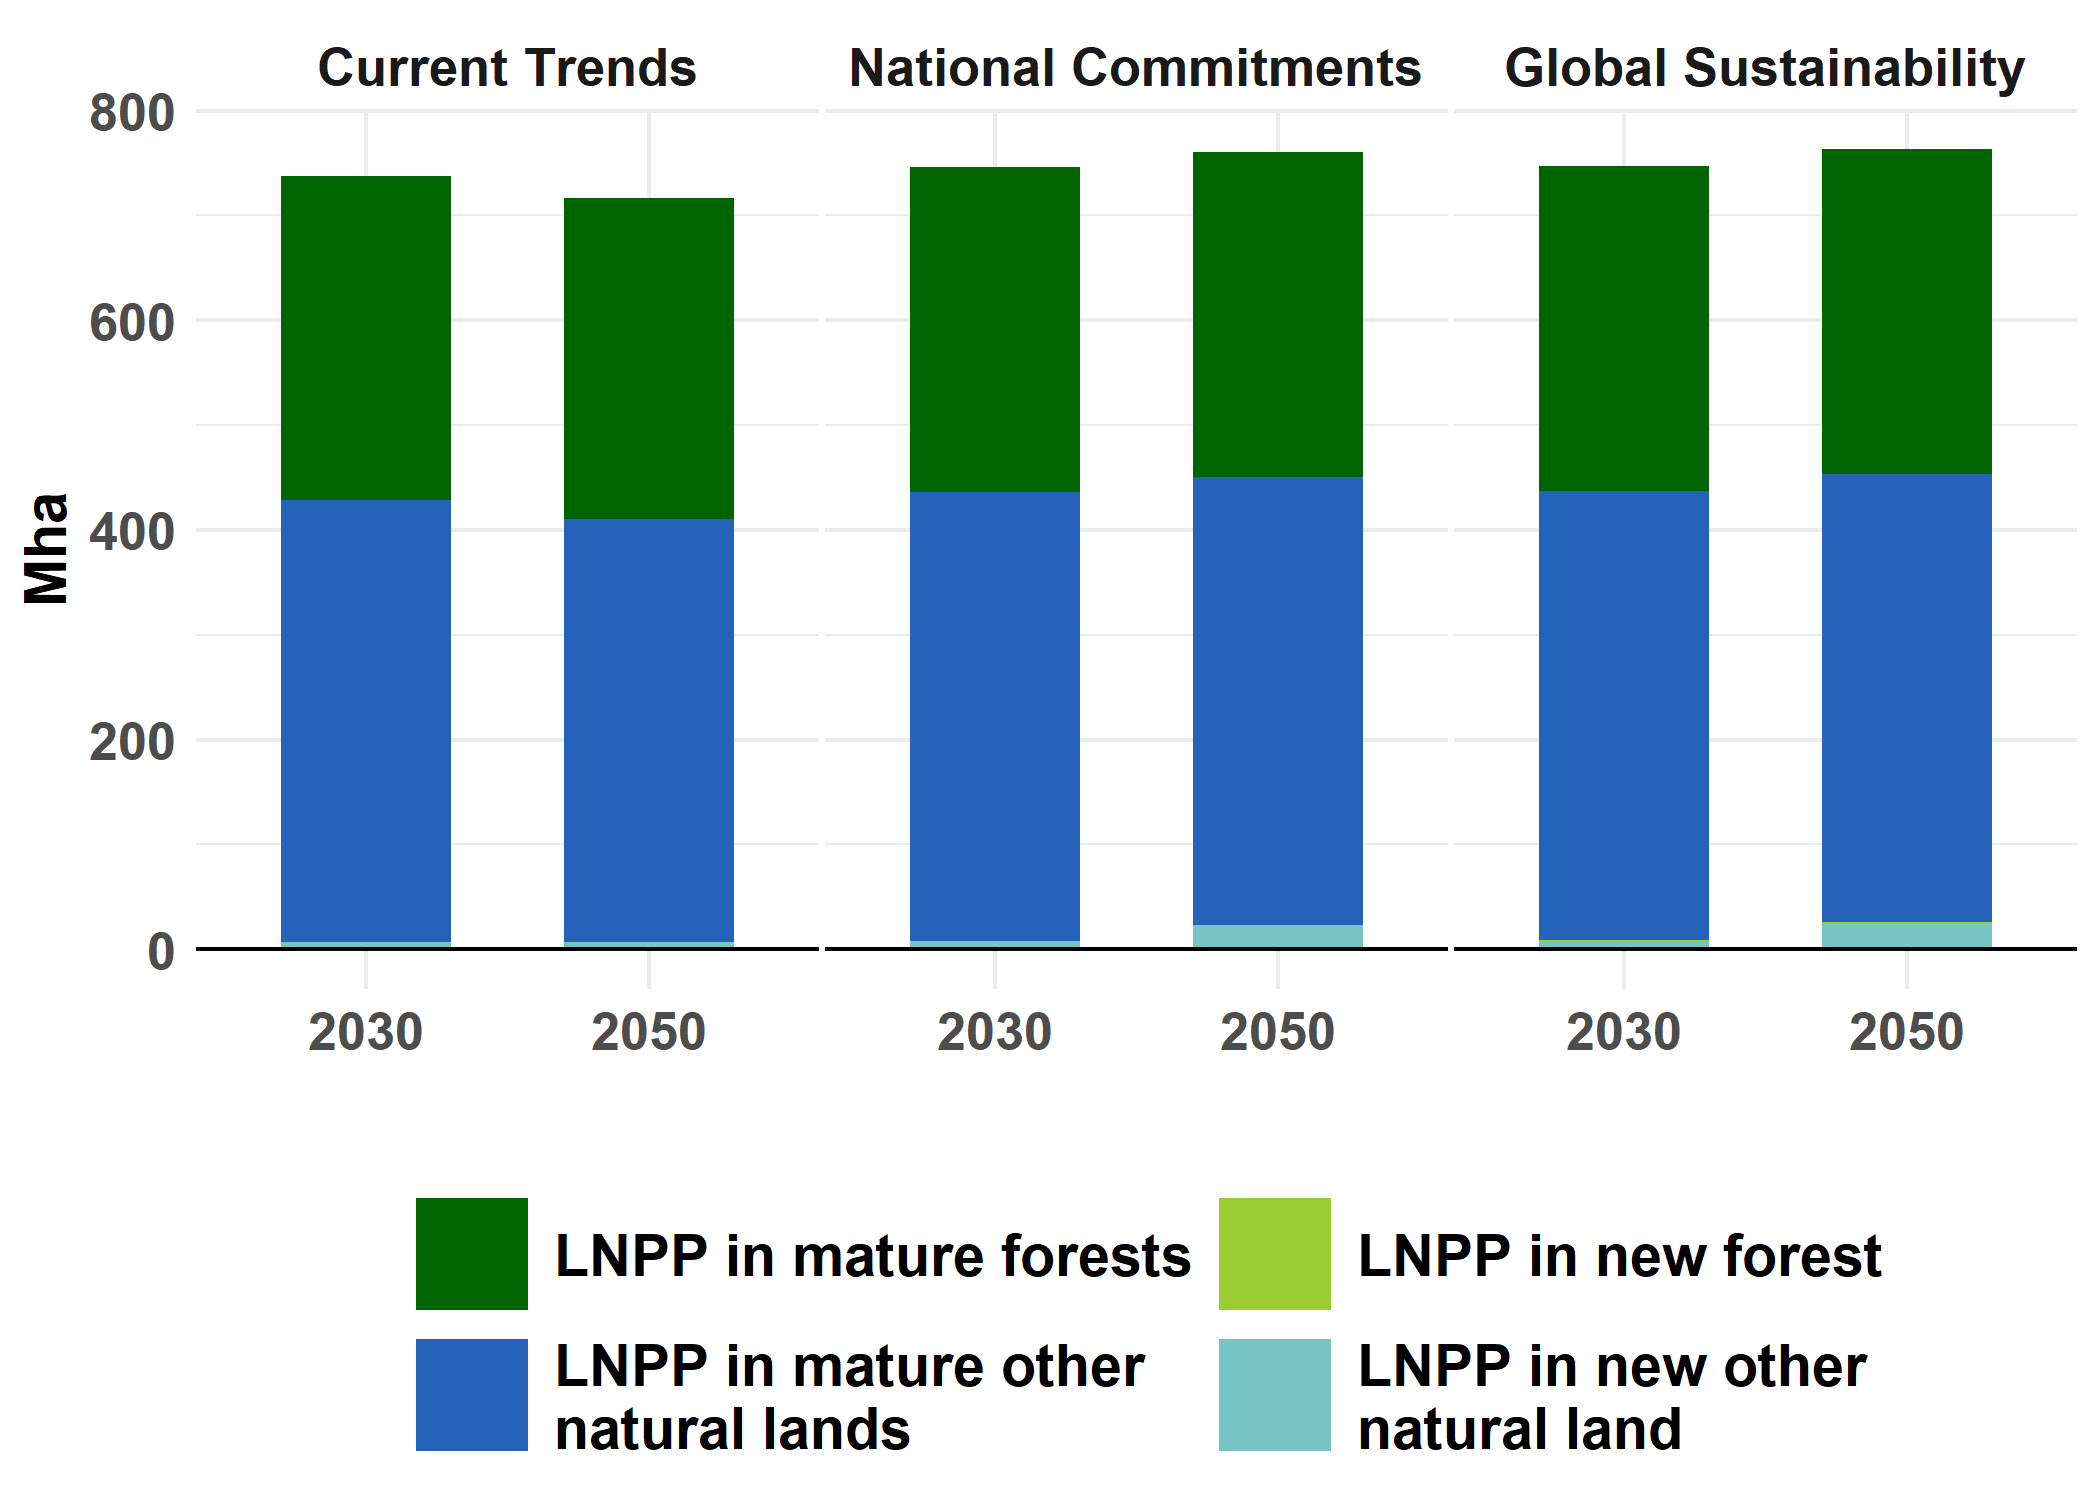 Current Trends
National Commitments
Global Sustainability
800
600
400
200
0
Mha
2030
2050
2030
2050
2030
2050
LNPP in mature forests
LNPP in new forest
LNPP in mature other
natural lands
LNPP in new other
natural land